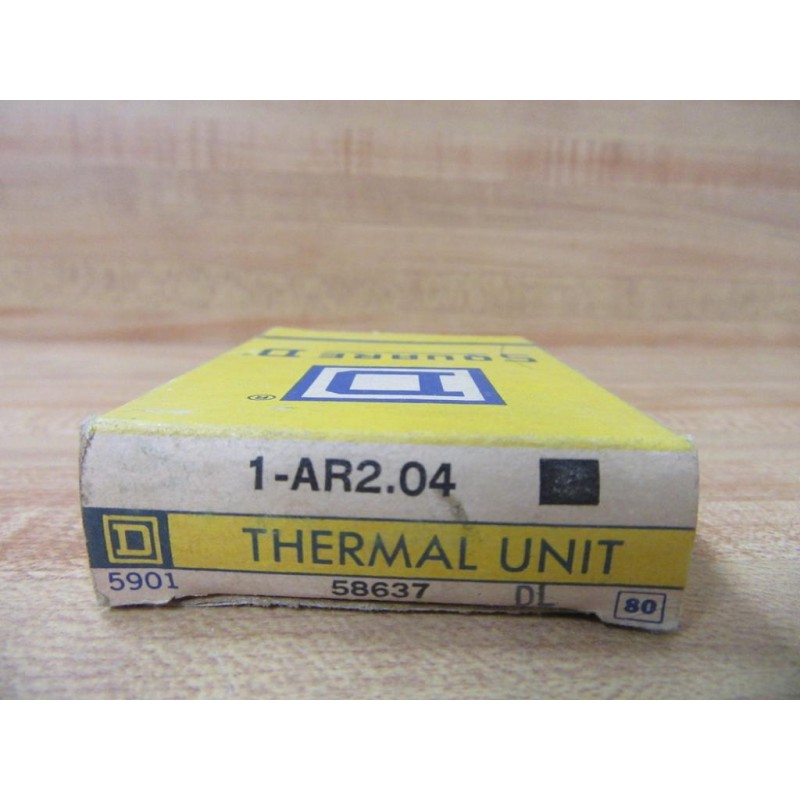 SQUARE D
D
®
1-AR2.04
D
THERMAL UNIT
5901
58637
DL
80